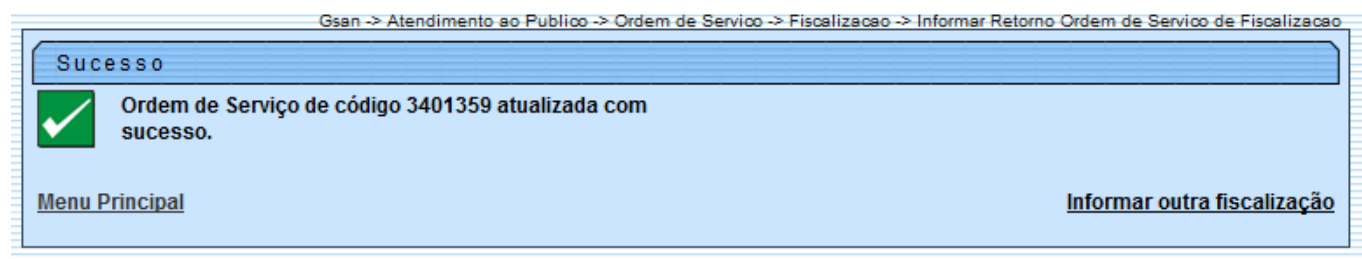 Gsan -> Atendimento ao Publico -> Ordem de Servico -> Fiscalizacao -> Informar Retorno Ordem de Servico de Fiscalizacao
Sucesso
Ordem de Serviço de código 3401359 atualizada com
sucesso.
Menu Principal
Informar outra fiscalização